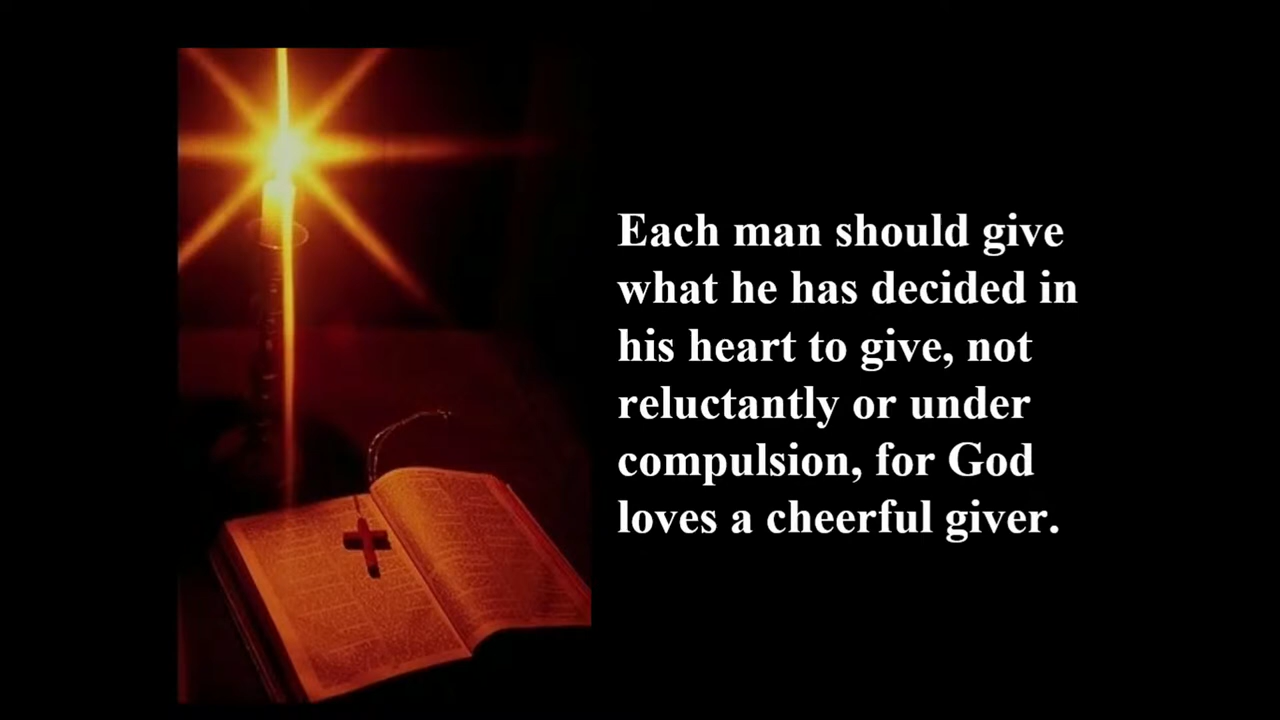 Each man should give
what he has decided in
his heart to give, not
reluctantly or under
compulsion, for God
loves a cheerful giver.